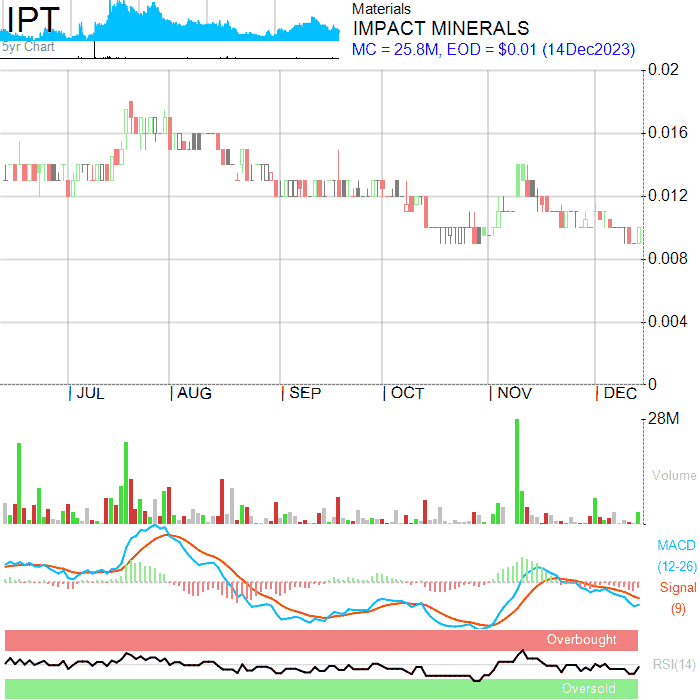 IPT
5yr Chart
Materials
IMPACT MINERALS
MC = 25.8M, EOD = $0.01 (14Dec2023)
0.02
0.016
0.012
0.008
0.004
0
JUL AUG SEP OCT NOV DEC
28M
Volume
MACD
(12-26)
Signal
(9)
Overbought
RSI(14)
Oversold